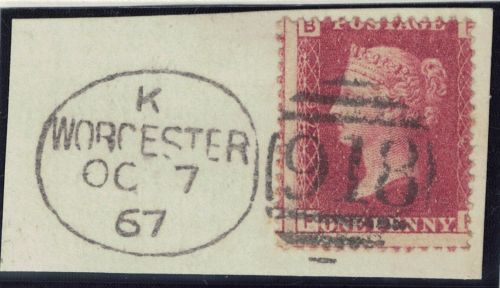 K
WORCESTER
OC 7
67
918
B POSTAGE
ONE PENNY